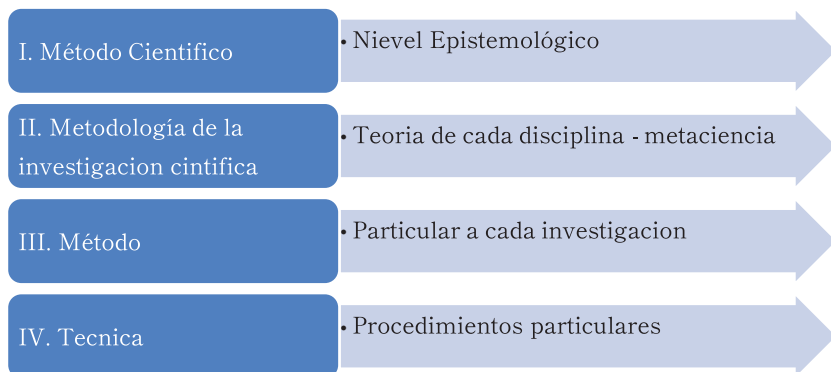 I. Método Cientifico
• Nievel Epistemológico
II. Metodología de la
investigacion cintifica
• Teoria de cada disciplina - metaciencia
III. Método
• Particular a cada investigacion
IV. Tecnica
• Procedimientos particulares